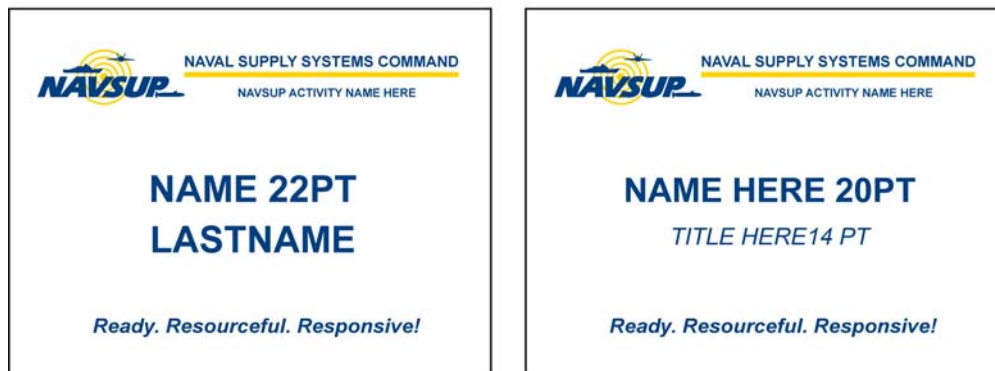 NAVSUP
NAVAL SUPPLY SYSTEMS COMMAND
NAVSUP ACTIVITY NAME HERE
NAME 22PT
LASTNAME
Ready. Resourceful. Responsive!
NAVSUP
NAVAL SUPPLY SYSTEMS COMMAND
NAVSUP ACTIVITY NAME HERE
NAME HERE 20PT
TITLE HERE14 PT
Ready. Resourceful. Responsive!